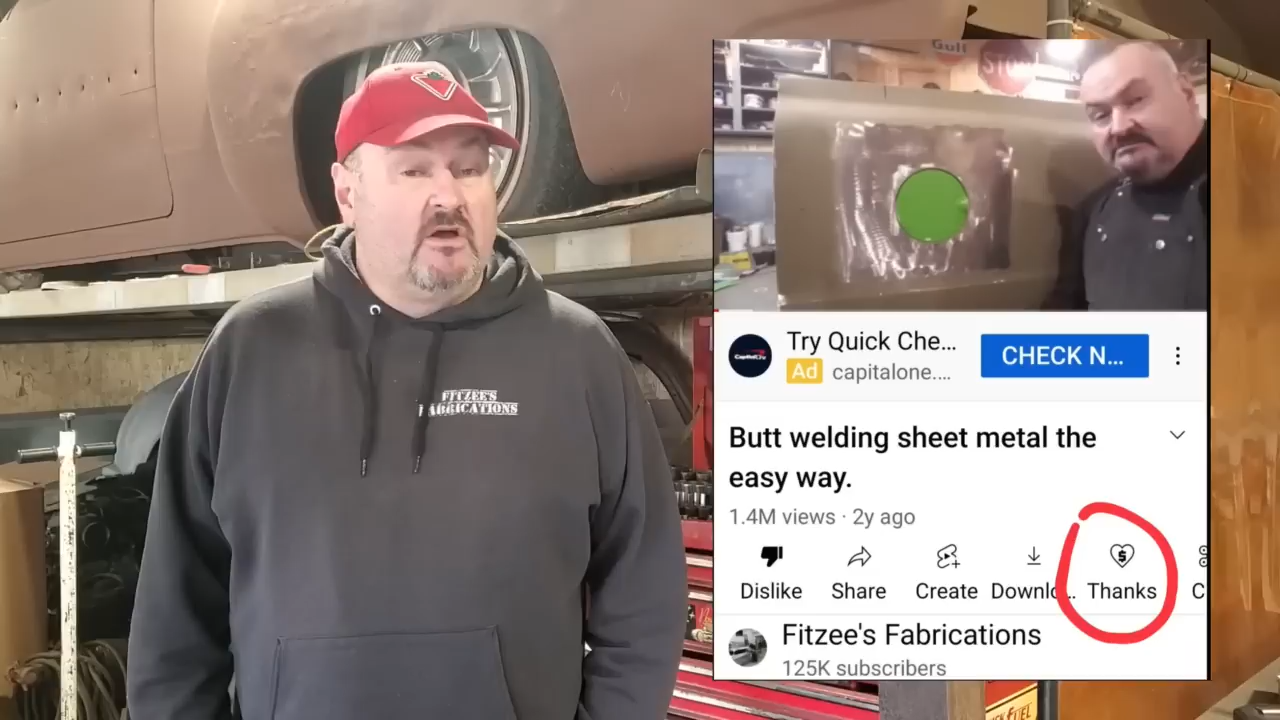 FITZEE'S
FABRICATIONS
Gulf
Try Quick Che...
CHECK N...
Ad capitalone....
Butt welding sheet metal the
easy way.
1.4M views · 2y ago
Dislike
Share
Create
Downlo...
Thanks
C
Fitzee's Fabrications
125K subscribers